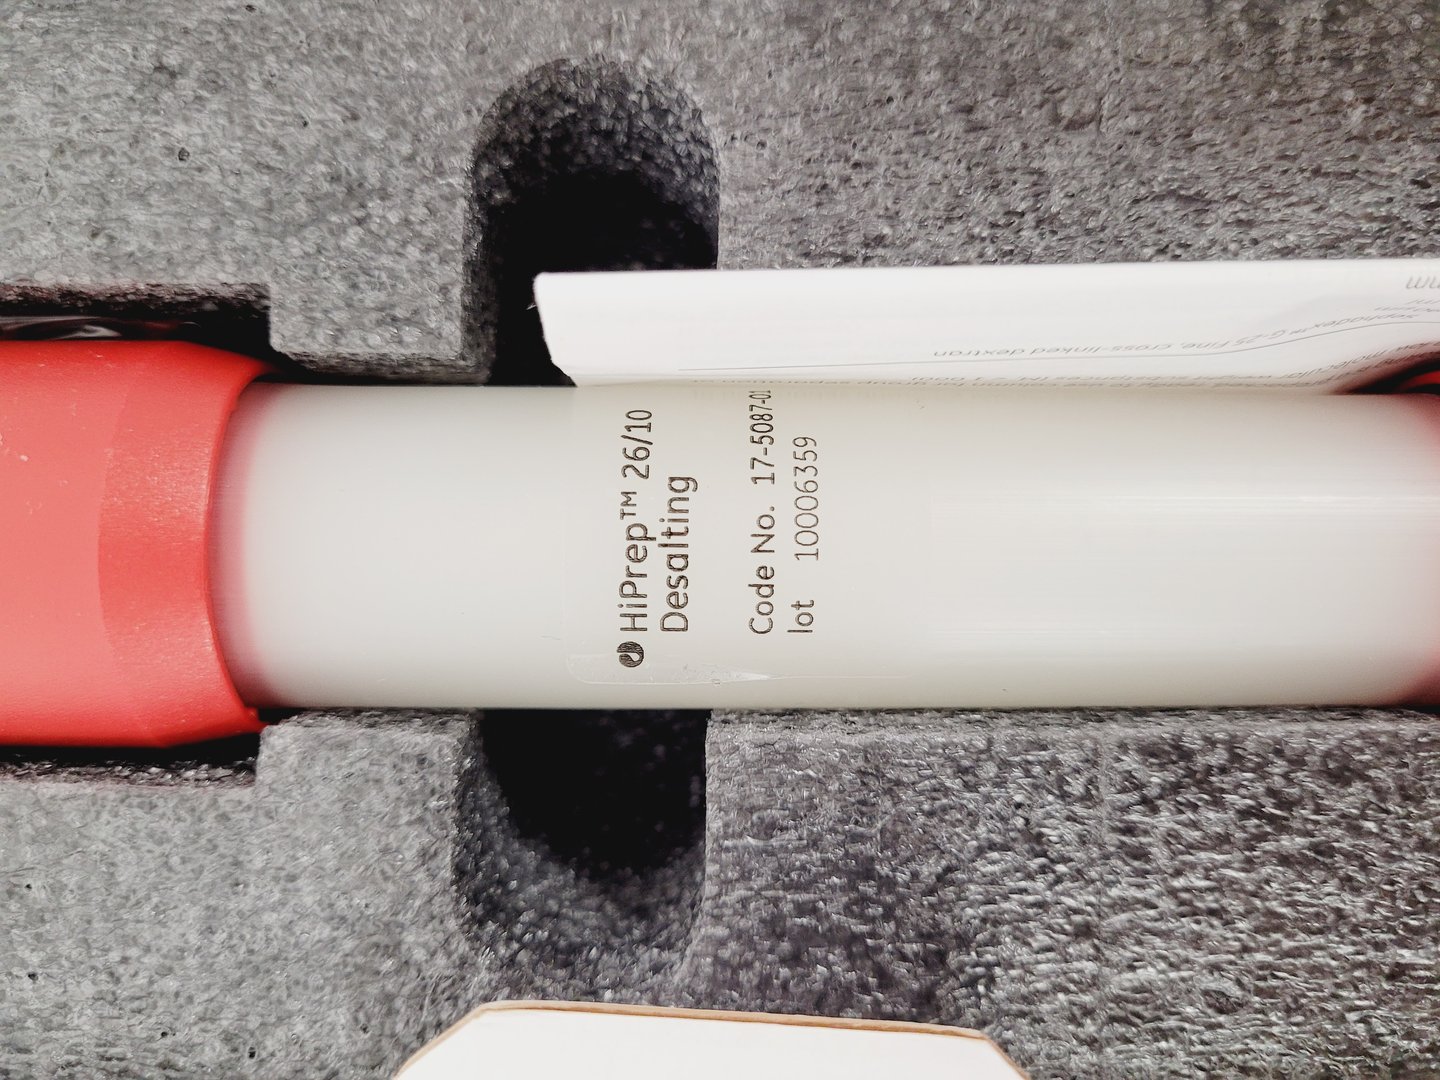 HiPrep™ 26/10
Desalting
Code No. 17-5087-01
lot 10006359
Sephadex™ G-25 Fine, cross-linked dextran